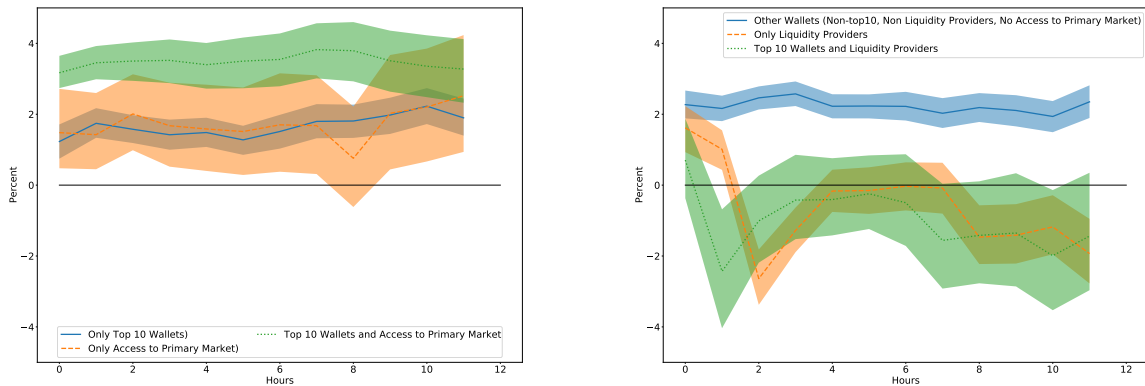 4
2
0
−2
−4
Percent
Only Top 10 Wallets)
Only Access to Primary Market)
Top 10 Wallets and Access to Primary Market
0 2 4 6 8 10 12
Hours
Other Wallets (Non-top10, Non Liquidity Providers, No Access to Primary Market)
Only Liquidity Providers
Top 10 Wallets and Liquidity Providers
4
2
0
−2
−4
Percent
0 2 4 6 8 10 12
Hours